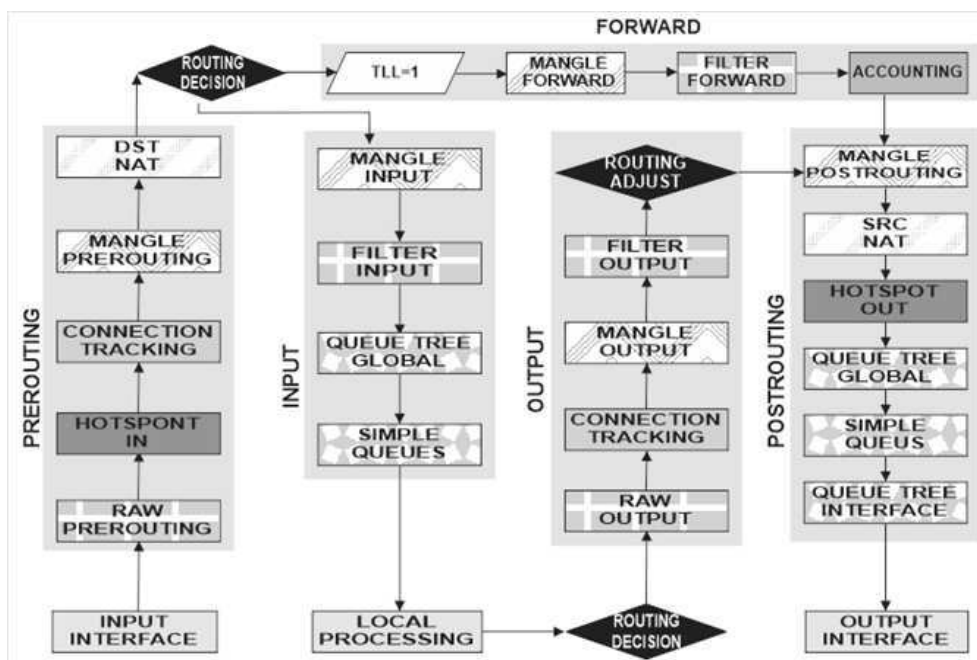 FORWARD
ROUTING
DECISION
TLL=1
MANGLE
FORWARD
FILTER
FORWARD
ACCOUNTING
PREROUTING
DST
NAT
MANGLE
PREROUTING
CONNECTION
TRACKING
HOTSPONT
IN
RAW
PREROUTING
INPUT
INTERFACE
INPUT
MANGLE
INPUT
FILTER
INPUT
QUEUE TREE
GLOBAL
SIMPLE
QUEUES
LOCAL
PROCESSING
OUTPUT
ROUTING
ADJUST
FILTER
OUTPUT
MANGLE
OUTPUT
CONNECTION
TRACKING
RAW
OUTPUT
ROUTING
DECISION
POSTROUTING
MANGLE
POSTROUTING
SRC
NAT
HOTSPOT
OUT
QUEUE TREE
GLOBAL
SIMPLE
QUEUS
QUEUE TREE
INTERFACE
OUTPUT
INTERFACE